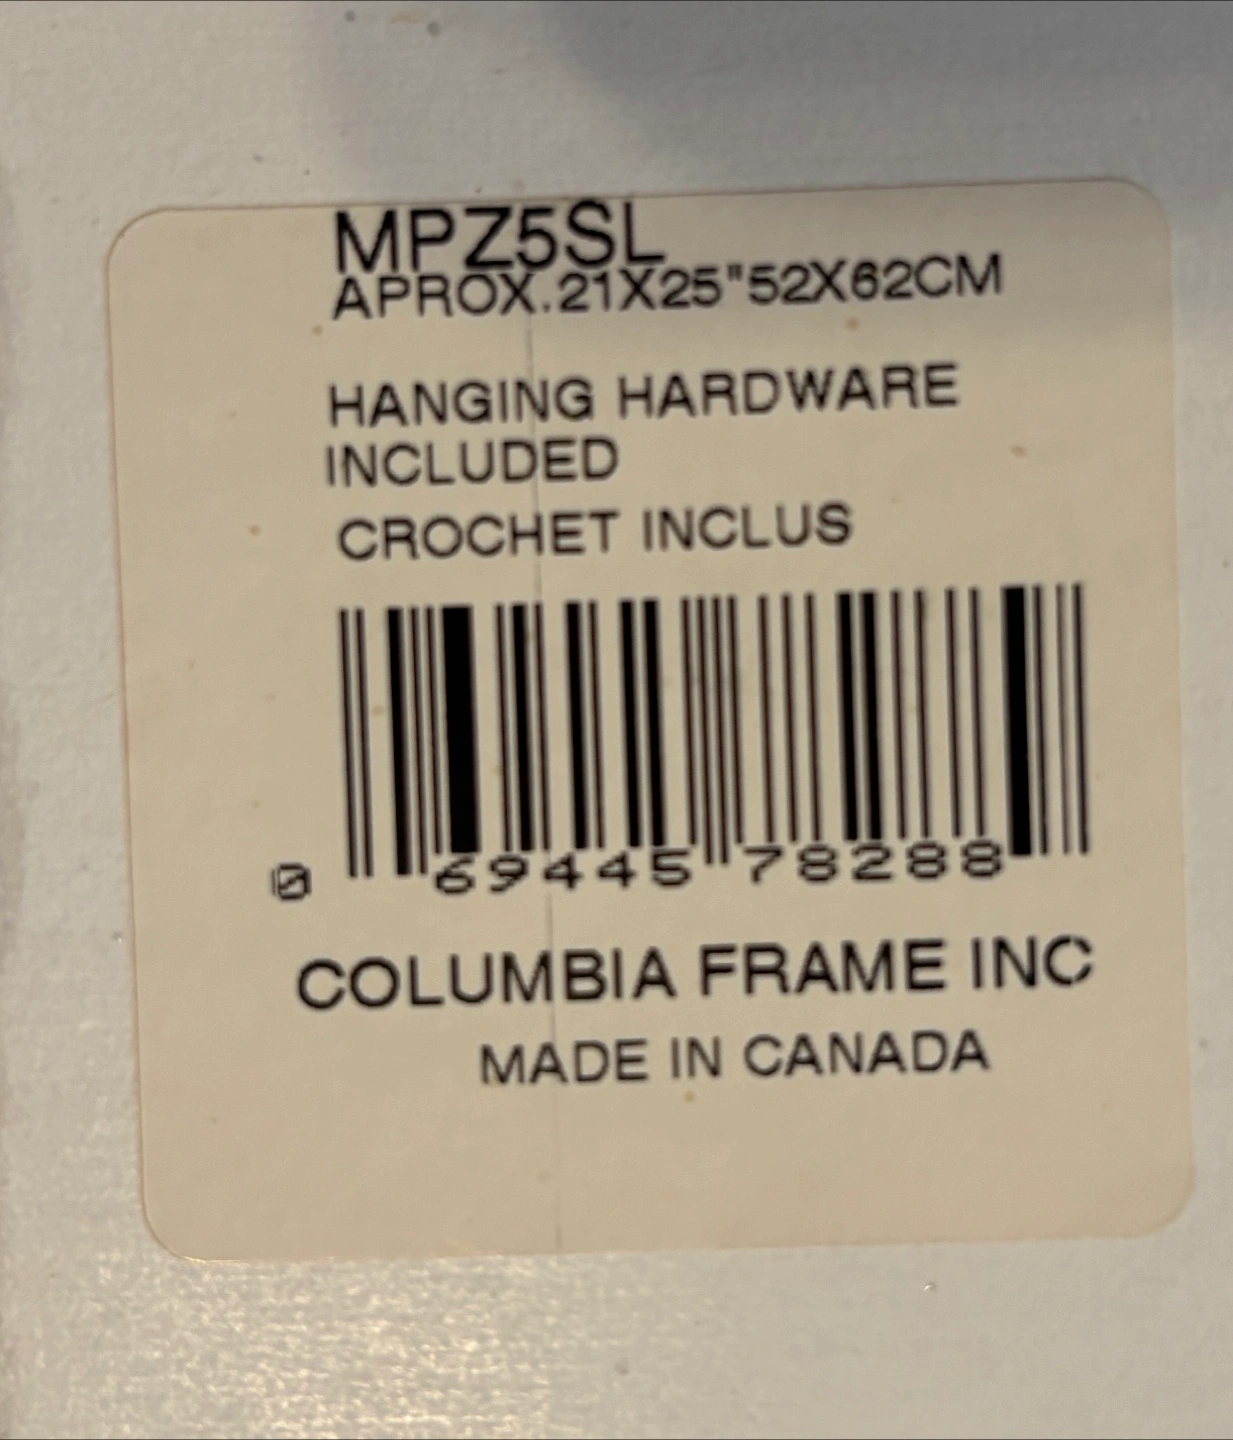 MPZ5SL
APROX.21X25"52X62CM
HANGING HARDWARE
INCLUDED
CROCHET INCLUS
0 69445 78288
COLUMBIA FRAME INC
MADE IN CANADA